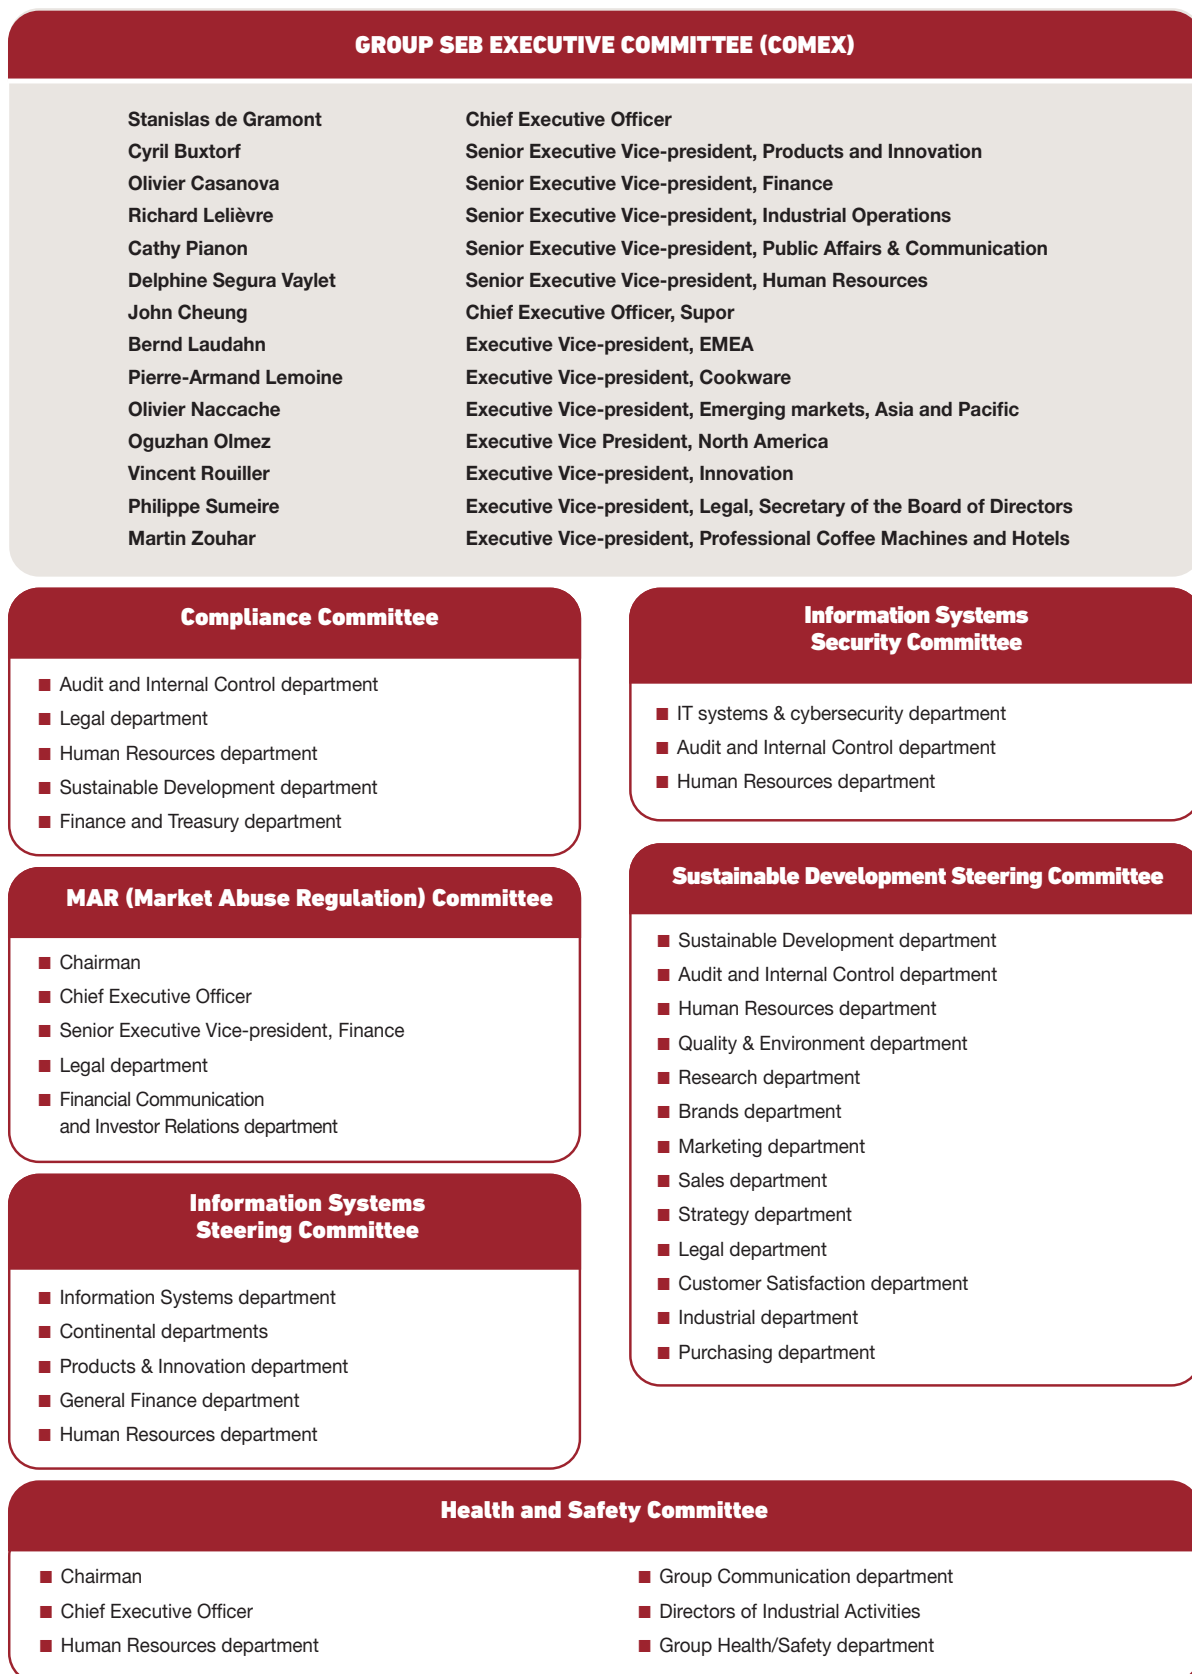 GROUP SEB EXECUTIVE COMMITTEE (COMEX)
Stanislas de Gramont Chief Executive Officer
Cyril Buxtorf Senior Executive Vice-president, Products and Innovation
Olivier Casanova Senior Executive Vice-president, Finance
Richard Lelièvre Senior Executive Vice-president, Industrial Operations
Cathy Pianon Senior Executive Vice-president, Public Affairs & Communication
Delphine Segura Vaylet Senior Executive Vice-president, Human Resources
John Cheung Chief Executive Officer, Supor
Bernd Laudahn Executive Vice-president, EMEA
Pierre-Armand Lemoine Executive Vice-president, Cookware
Olivier Naccache Executive Vice-president, Emerging markets, Asia and Pacific
Oguzhan Olmez Executive Vice President, North America
Vincent Rouiller Executive Vice-president, Innovation
Philippe Sumeire Executive Vice-president, Legal, Secretary of the Board of Directors
Martin Zouhar Executive Vice-president, Professional Coffee Machines and Hotels
Compliance Committee
■ Audit and Internal Control department
■ Legal department
■ Human Resources department
■ Sustainable Development department
■ Finance and Treasury department
MAR (Market Abuse Regulation) Committee
■ Chairman
■ Chief Executive Officer
■ Senior Executive Vice-president, Finance
■ Legal department
■ Financial Communication
and Investor Relations department
Information Systems
Steering Committee
■ Information Systems department
■ Continental departments
■ Products & Innovation department
■ General Finance department
■ Human Resources department
Information Systems
Security Committee
■ IT systems & cybersecurity department
■ Audit and Internal Control department
■ Human Resources department
Sustainable Development Steering Committee
■ Sustainable Development department
■ Audit and Internal Control department
■ Human Resources department
■ Quality & Environment department
■ Research department
■ Brands department
■ Marketing department
■ Sales department
■ Strategy department
■ Legal department
■ Customer Satisfaction department
■ Industrial department
■ Purchasing department
Health and Safety Committee
■ Chairman
■ Chief Executive Officer
■ Human Resources department
■ Group Communication department
■ Directors of Industrial Activities
■ Group Health/Safety department